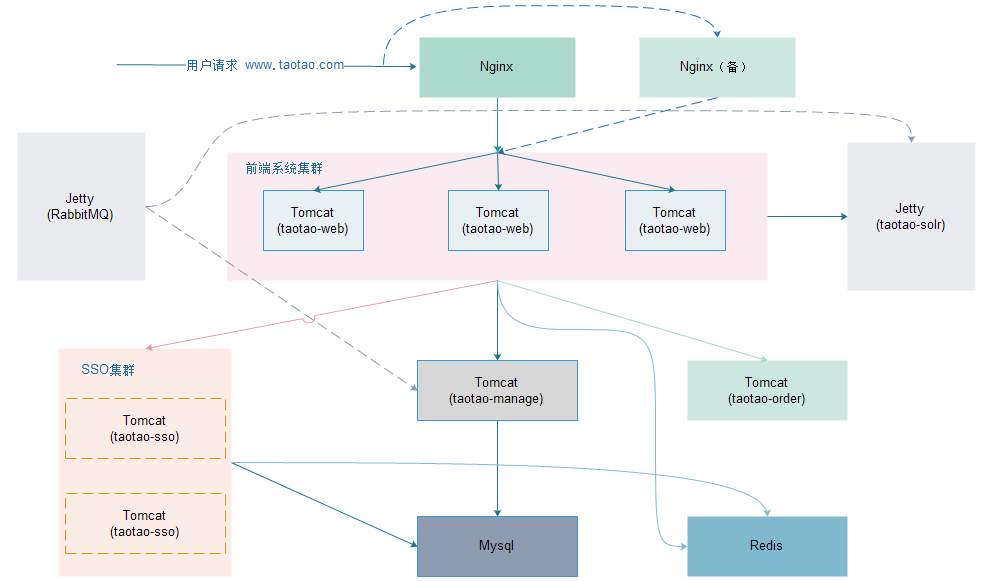 用户请求 www.taotao.com
Nginx
Nginx（备）
Jetty
(RabbitMQ)
前端系统集群
Tomcat
(taotao-web)
Tomcat
(taotao-web)
Tomcat
(taotao-web)
Jetty
(taotao-solr)
SSO集群
Tomcat
(taotao-sso)
Tomcat
(taotao-sso)
Tomcat
(taotao-manage)
Tomcat
(taotao-order)
Mysql
Redis